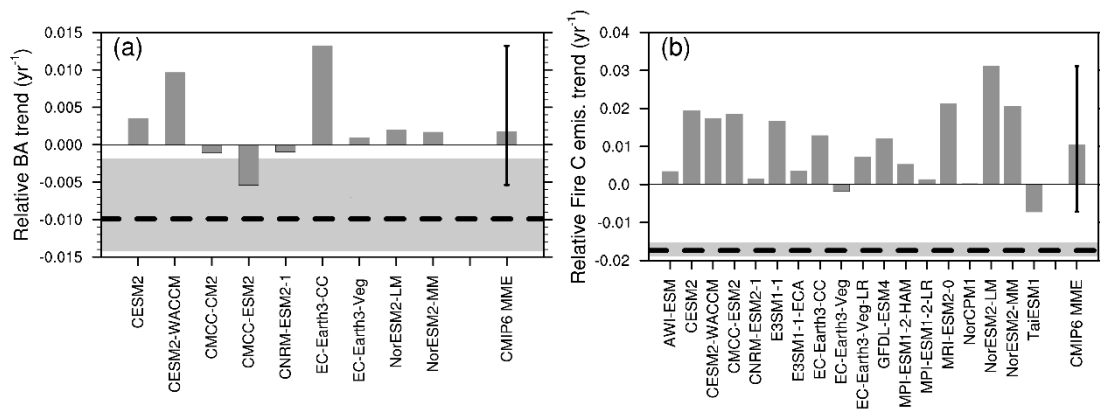 (a)
Relative BA trend (yr⁻¹)
0.015
0.010
0.005
0.000
-0.005
-0.010
-0.015
CESM2
CESM2-WACCM
CMCC-CM2
CMCC-ESM2
CNRM-ESM2-1
EC-Earth3-CC
EC-Earth3-Veg
NorESM2-LM
NorESM2-MM
CMIP6 MME
(b)
Relative Fire C emis. trend (yr⁻¹)
0.04
0.03
0.02
0.01
0.0
-0.01
-0.02
AWI-ESM
CESM2
CESM2-WACCM
CMCC-ESM2
CNRM-ESM2-1
E3SM1-1
E3SM1-1-ECA
EC-Earth3-CC
EC-Earth3-Veg
EC-Earth3-Veg-LR
GFDL-ESM4
MPI-ESM1-2-HAM
MPI-ESM1-2-LR
MRI-ESM2-0
NorCPM1
NorESM2-LM
NorESM2-MM
TaiESM1
CMIP6 MME